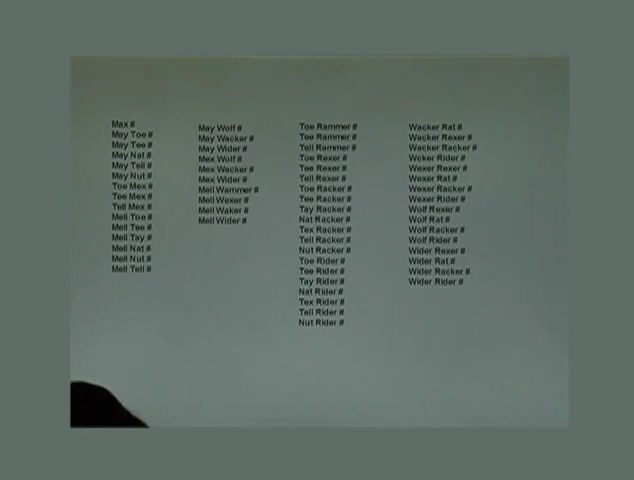 Max #
May Toe #
May Tee #
May Nat #
May Tell #
May Nut #
Toe Mex #
Tee Mex #
Tell Mex #
Mell Toe #
Mell Tee #
Mell Tay #
Mell Nat #
Mell Nut #
Mell Tell #
May Wolf #
May Wacker #
May Wider #
Mex Wolf #
Mex Wacker #
Mex Wider #
Mell Wammer #
Mell Wexer #
Mell Waker #
Mell Wider #
Toe Rammer #
Tee Rammer #
Tell Rammer #
Toe Rexer #
Tee Rexer #
Tell Rexer #
Toe Racker #
Tee Racker #
Tay Racker #
Nat Racker #
Tex Racker #
Tell Racker #
Nut Racker #
Toe Rider #
Tee Rider #
Tay Rider #
Nat Rider #
Tex Rider #
Tell Rider #
Nut Rider #
Wacker Rat #
Wacker Rexer #
Wacker Racker #
Wcker Rider #
Wexer Rexer #
Wexer Rat #
Wexer Racker #
Wexer Rider #
Wolf Rexer #
Wolf Rat #
Wolf Racker #
Wolf Rider #
Wider Rexer #
Wider Rat #
Wider Racker #
Wider Rider #